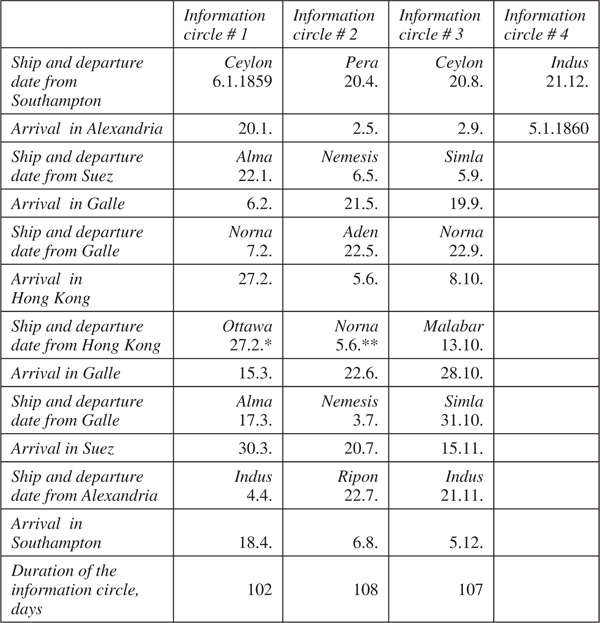 Information circle # 1
Information circle # 2
Information circle # 3
Information circle # 4
Ship and departure date from Southampton
Ceylon 6.1.1859
Pera 20.4.
Ceylon 20.8.
Indus 21.12.
Arrival in Alexandria
20.1.
2.5.
2.9.
5.1.1860
Ship and departure date from Suez
Alma 22.1.
Nemesis 6.5.
Simla 5.9.
Arrival in Galle
6.2.
21.5.
19.9.
Ship and departure date from Galle
Norna 7.2.
Aden 22.5.
Norna 22.9.
Arrival in Hong Kong
27.2.
5.6.
8.10.
Ship and departure date from Hong Kong
Ottawa 27.2.*
Norna 5.6.**
Malabar 13.10.
Arrival in Galle
15.3.
22.6.
28.10.
Ship and departure date from Galle
Alma 17.3.
Nemesis 3.7.
Simla 31.10.
Arrival in Suez
30.3.
20.7.
15.11.
Ship and departure date from Alexandria
Indus 4.4.
Ripon 22.7.
Indus 21.11.
Arrival in Southampton
18.4.
6.8.
5.12.
Duration of the information circle, days
102
108
107